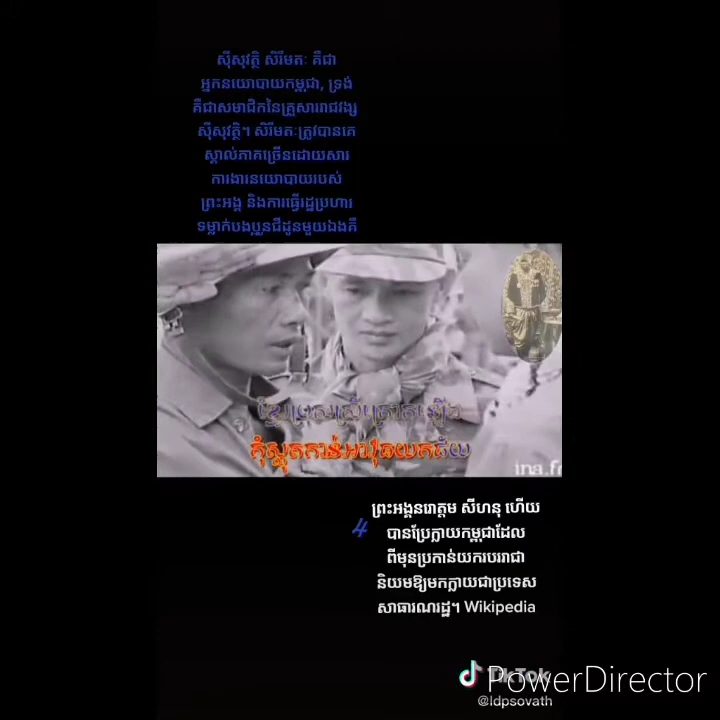 ស៊ីសុវត្ថិ សិរិមតៈ គឺជា
អ្នកនយោបាយកម្ពុជា, ទ្រង់
គឺជាសមាជិកនៃគ្រួសាររាជវង្ស
ស៊ីសុវត្ថិ។ សិរិមតៈត្រូវបានគេ
ស្គាល់ភាគច្រើនដោយសារ
ការងារនយោបាយរបស់
ព្រះអង្គ និងការធ្វើរដ្ឋប្រហារ
ទម្លាក់បងប្អូនជីដូនមួយឯងគឺ
ខ្មែរប្រុសស្រី
កុំស្លុតកាន់អាវុធយកជ័យ
ina.fr
ព្រះអង្គនរោត្តម សីហនុ ហើយ
4 បានប្រែក្លាយកម្ពុជាដែល
ពីមុនប្រកាន់យករបររាជា
និយមឱ្យមកក្លាយជាប្រទេស
សាធារណរដ្ឋ។ Wikipedia
TikTok
PowerDirector
@ldpsovath